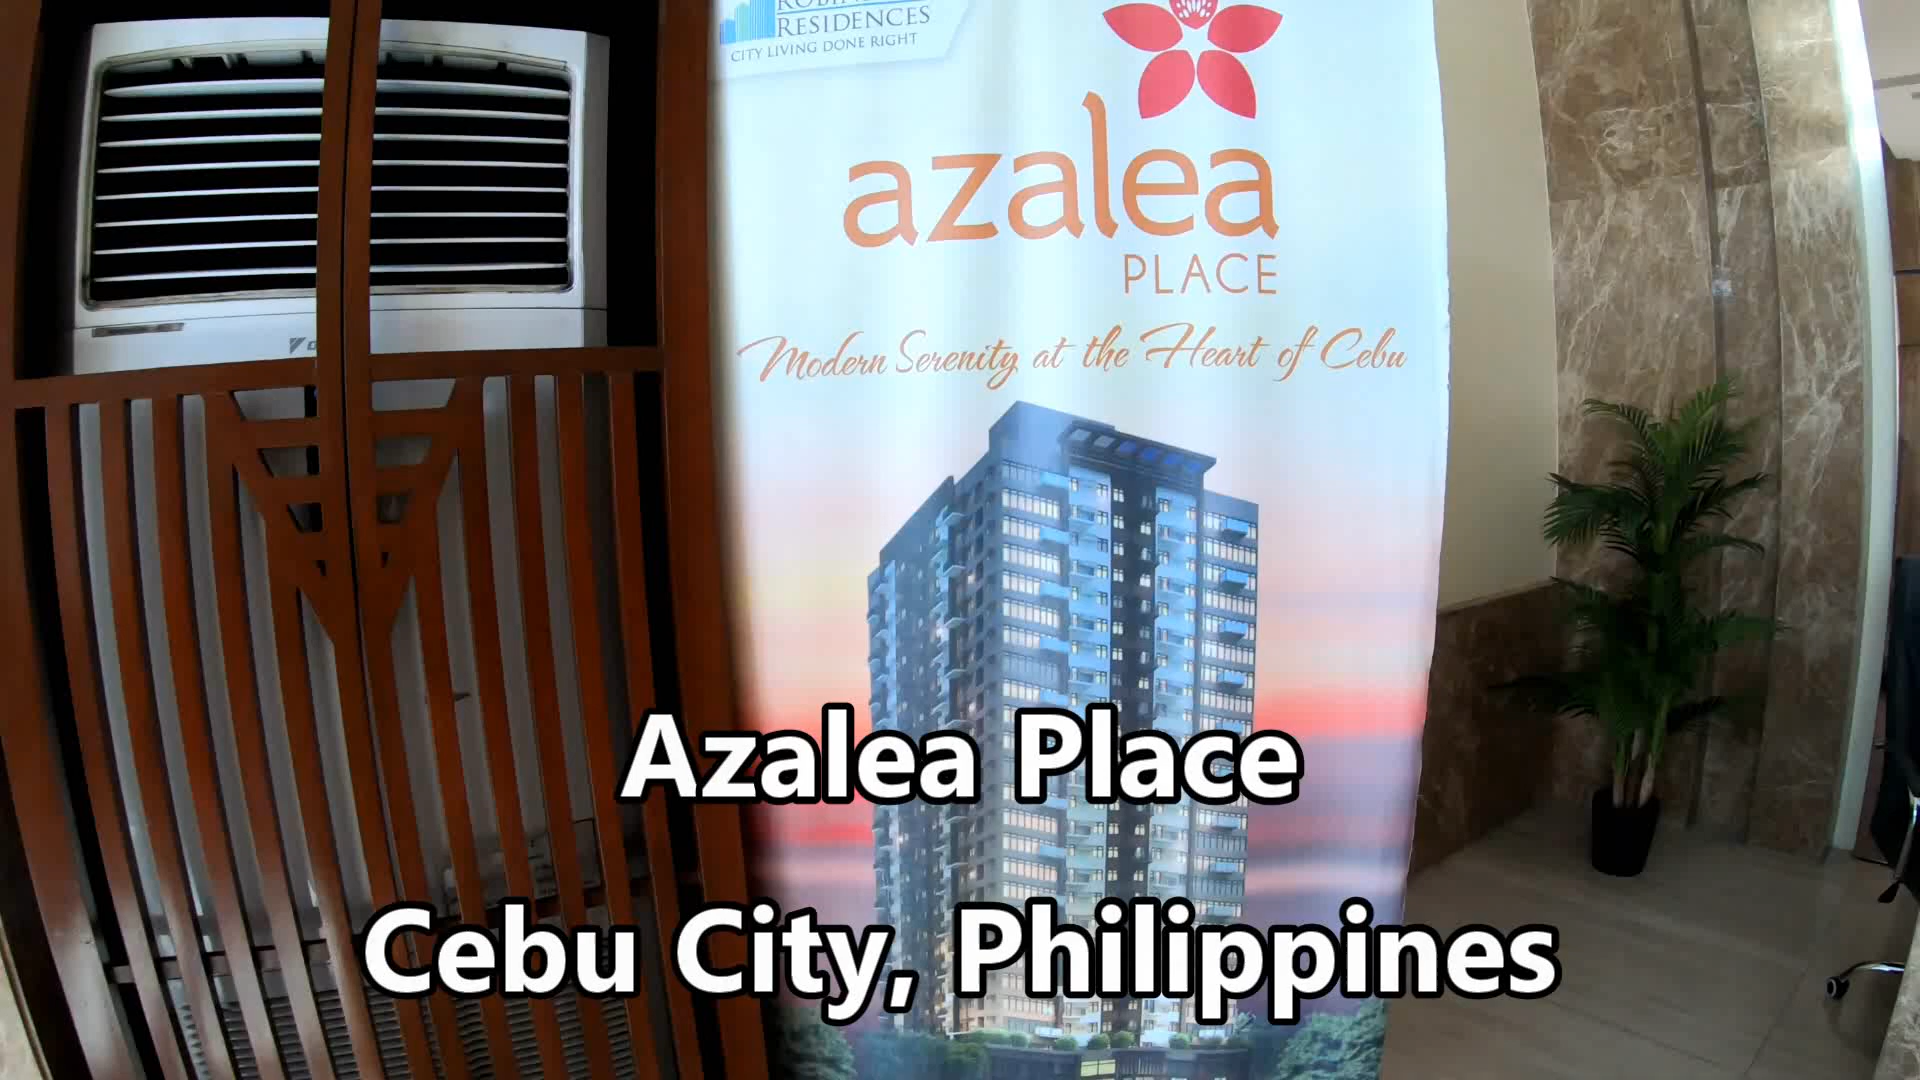 RESIDENCES
CITY LIVING DONE RIGHT
azalea
PLACE
Modern Serenity at the Heart of Cebu
Azalea Place
Cebu City, Philippines